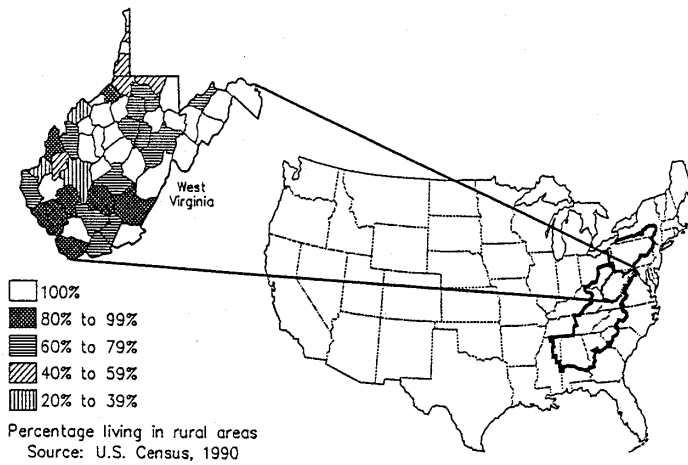 West
Virginia
100%
80% to 99%
60% to 79%
40% to 59%
20% to 39%
Percentage living in rural areas
Source: U.S. Census, 1990